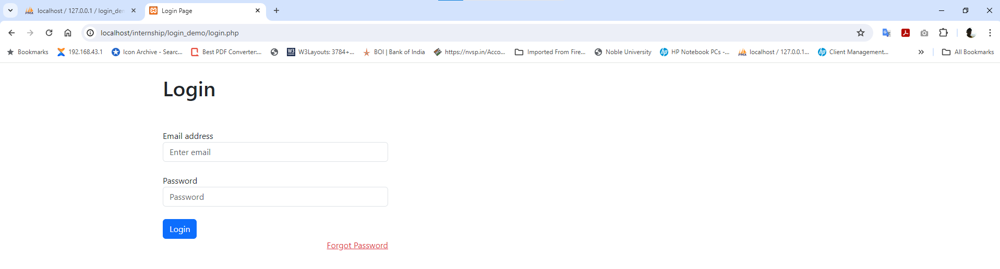 localhost / 127.0.0.1 / login_den
Login Page
localhost/internship/login_demo/login.php
Bookmarks 192.168.43.1 Icon Archive - Searc... Best PDF Converter:... W3Layouts: 3784+... BOI | Bank of India https://nvsp.in/Acco... Imported From Fire... Noble University HP Notebook PCs -... localhost / 127.0.0.1... Client Management... All Bookmarks
Login
Email address
Enter email
Password
Password
Login
Forgot Password